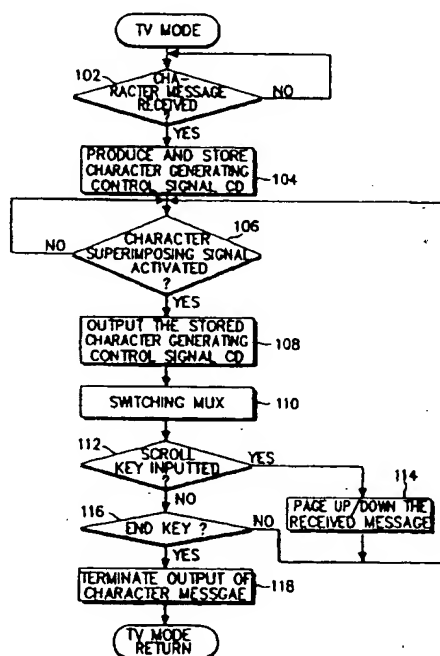 TV MODE
102
CHA-
RACTER MESSAGE
RECEIVED
?
NO
YES
PRODUCE AND STORE
CHARACTER GENERATING
CONTROL SIGNAL CD
104
106
NO
CHARACTER
SUPERIMPOSING SIGNAL
ACTIVATED
?
YES
OUTPUT THE STORED
CHARACTER GENERATING
CONTROL SIGNAL CD
108
SWITCHING MUX
110
112
SCROLL
KEY INPUTTED
?
YES
114
NO
PAGE UP/DOWN THE
RECEIVED MESSAGE
116
END KEY ?
NO
YES
TERMINATE OUTPUT OF
CHARACTER MESSGAE
118
TV MODE
RETURN